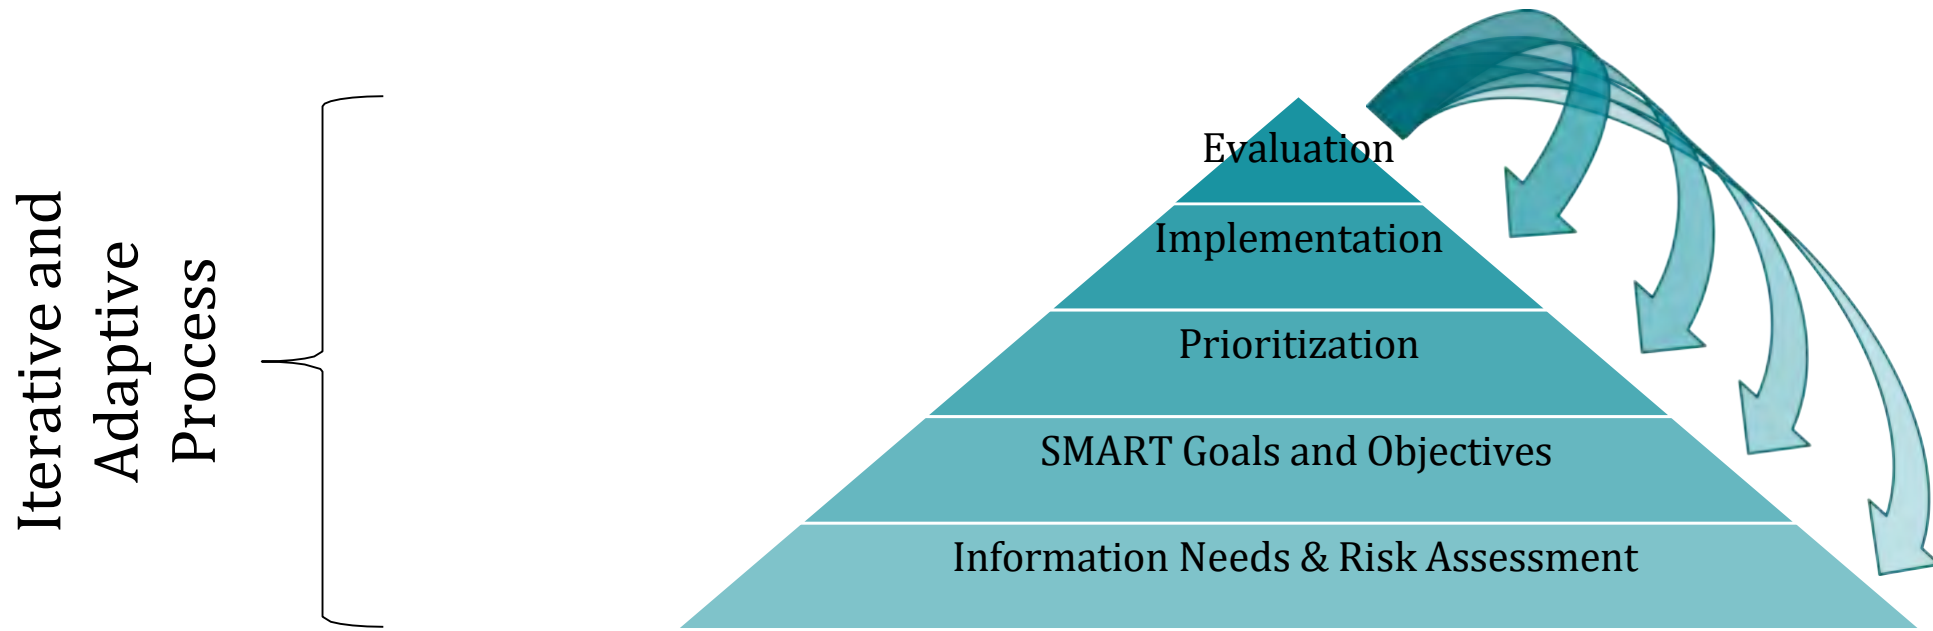 Iterative and
Adaptive
Process
Evaluation
Implementation
Prioritization
SMART Goals and Objectives
Information Needs & Risk Assessment